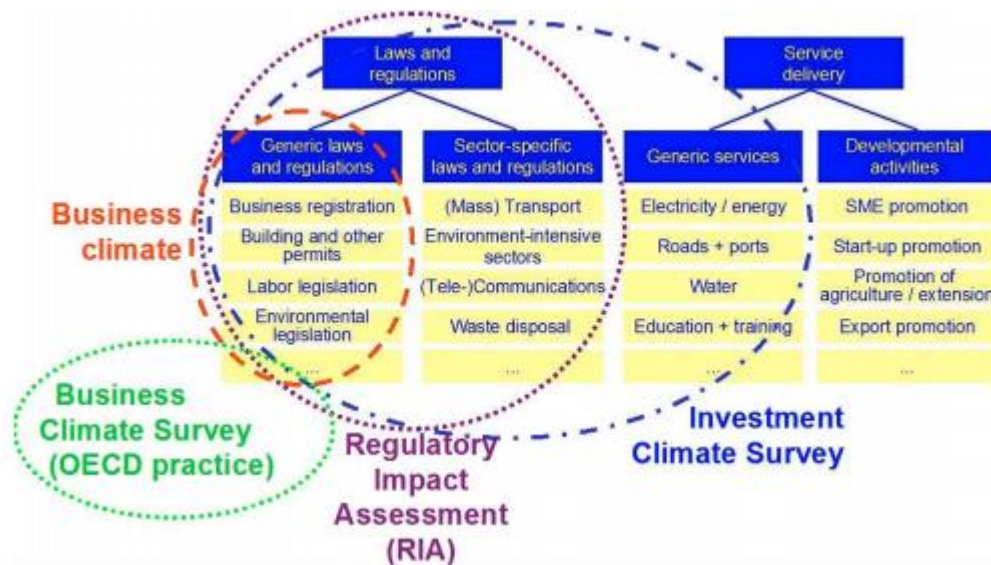 Laws and
regulations
Service
delivery
Generic laws
and regulations
Sector-specific
laws and regulations
Generic services
Developmental
activities
Business registration
(Mass) Transport
Electricity / energy
SME promotion
Building and other
permits
Environment-intensive
sectors
Roads + ports
Start-up promotion
Labor legislation
(Tele-)Communications
Water
Promotion of
agriculture / extension
Environmental
legislation
Waste disposal
Education + training
Export promotion
...
...
...
...
Business
climate
Business
Climate Survey
(OECD practice)
Regulatory
Impact
Assessment
(RIA)
Investment
Climate Survey